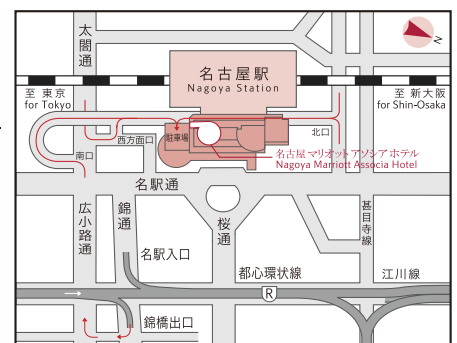 太閤通
N
名古屋駅
Nagoya Station
至 東京
for Tokyo
至 新大阪
for Shin-Osaka
西方面口
駐車場
北口
南口
名古屋マリオットアソシアホテル
Nagoya Marriott Associa Hotel
名駅通
広小路通
錦通
桜通
甚目寺線
名駅入口
都心環状線
江川線
R
錦橋出口